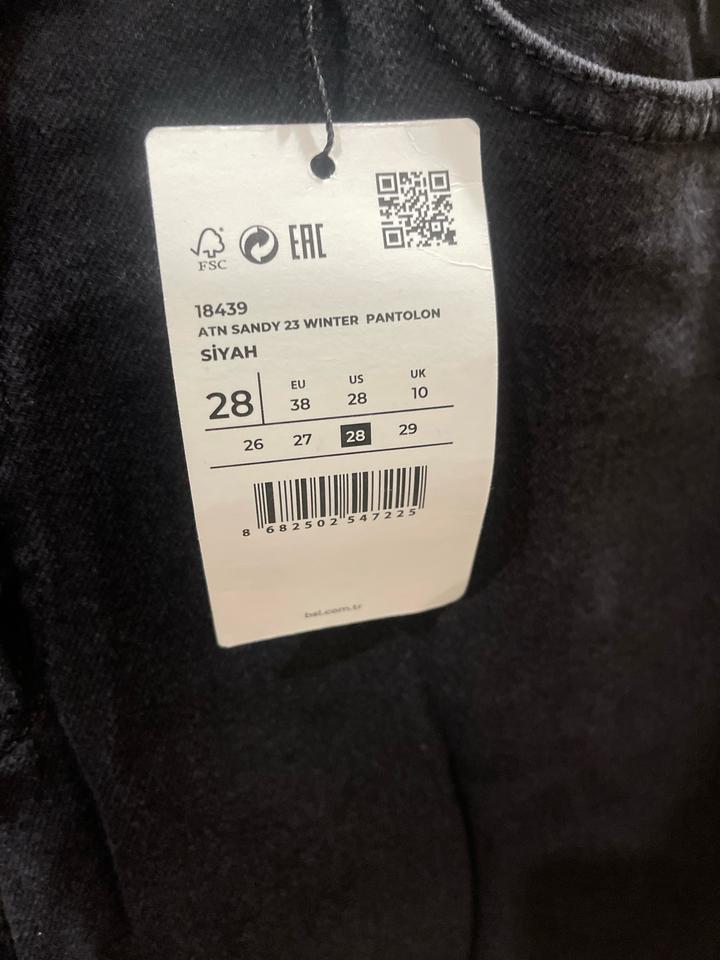 FSC
EAC
18439
ATN SANDY 23 WINTER PANTOLON
SİYAH
28
EU US UK
38 28 10
26 27 28 29
8 682502 547225
bsl.com.tr